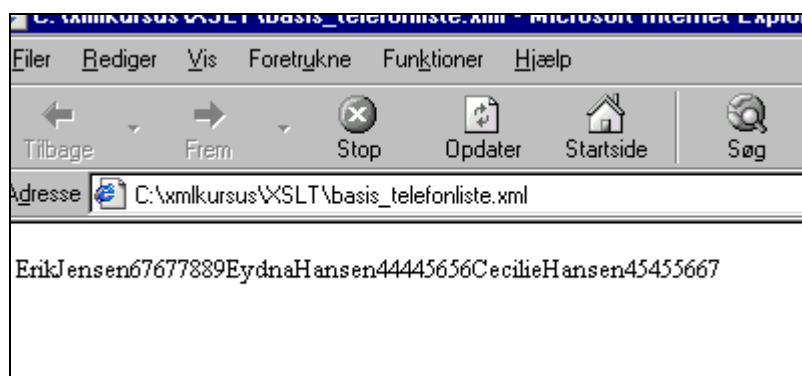 C:\xmlkursus\XSLT\basis_telefonliste.xml - Microsoft Internet Explo
Filer Rediger Vis Foretrukne Funktioner Hjælp
Tilbage Frem Stop Opdater Startside Søg
Adresse C:\xmlkursus\XSLT\basis_telefonliste.xml
ErikJensen67677889EydnaHansen44445656CecilieHansen45455667